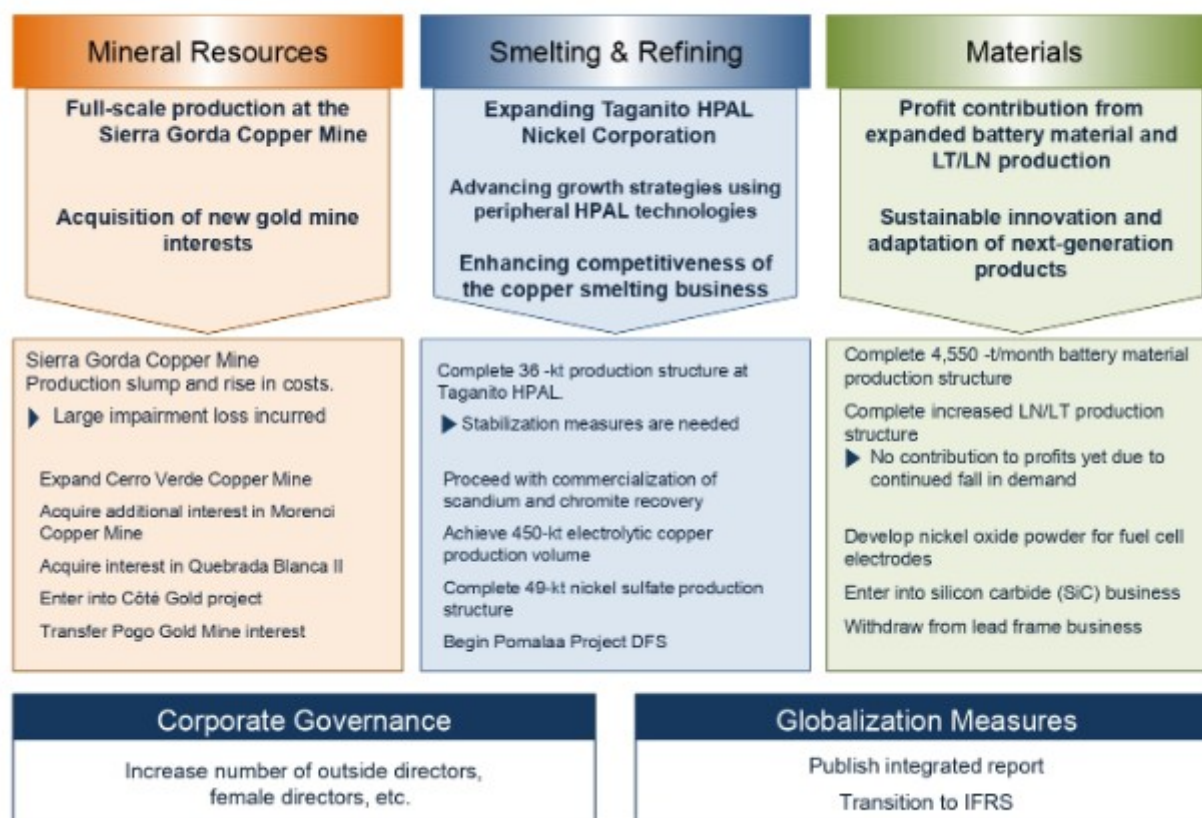 Mineral Resources
Full-scale production at the
Sierra Gorda Copper Mine
Acquisition of new gold mine
interests
Sierra Gorda Copper Mine
Production slump and rise in costs.
Large impairment loss incurred
Expand Cerro Verde Copper Mine
Acquire additional interest in Morenci
Copper Mine
Acquire interest in Quebrada Blanca II
Enter into Côté Gold project
Transfer Pogo Gold Mine interest
Smelting & Refining
Expanding Taganito HPAL
Nickel Corporation
Advancing growth strategies using
peripheral HPAL technologies
Enhancing competitiveness of
the copper smelting business
Complete 36 -kt production structure at
Taganito HPAL.
Stabilization measures are needed
Proceed with commercialization of
scandium and chromite recovery
Achieve 450-kt electrolytic copper
production volume
Complete 49-kt nickel sulfate production
structure
Begin Pomalaa Project DFS
Materials
Profit contribution from
expanded battery material and
LT/LN production
Sustainable innovation and
adaptation of next-generation
products
Complete 4,550 -t/month battery material
production structure
Complete increased LN/LT production
structure
No contribution to profits yet due to
continued fall in demand
Develop nickel oxide powder for fuel cell
electrodes
Enter into silicon carbide (SiC) business
Withdraw from lead frame business
Corporate Governance
Increase number of outside directors,
female directors, etc.
Globalization Measures
Publish integrated report
Transition to IFRS